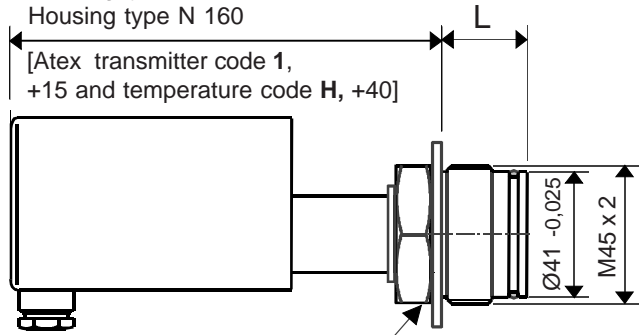 Housing type N 160
L
[Atex transmitter code 1,
+15 and temperature code H, +40]
Ø41 -0,025
M45 x 2